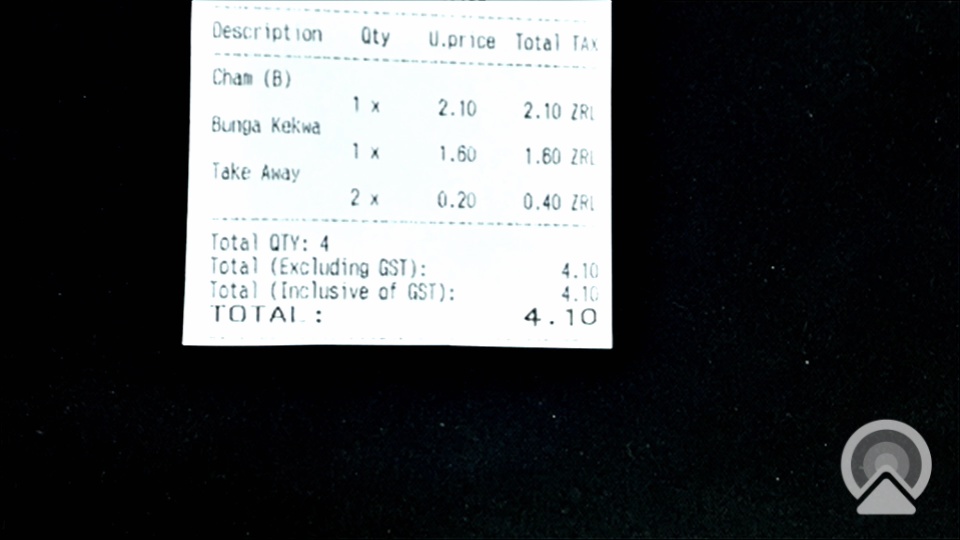 Description Qty U.price Total TAX
Cham (B)
1 x 2.10 2.10 ZRL
Bunga Kekwa
1 x 1.60 1.60 ZRL
Take Away
2 x 0.20 0.40 ZRL
Total QTY: 4
Total (Excluding GST): 4.10
Total (Inclusive of GST): 4.10
TOTAL: 4.10